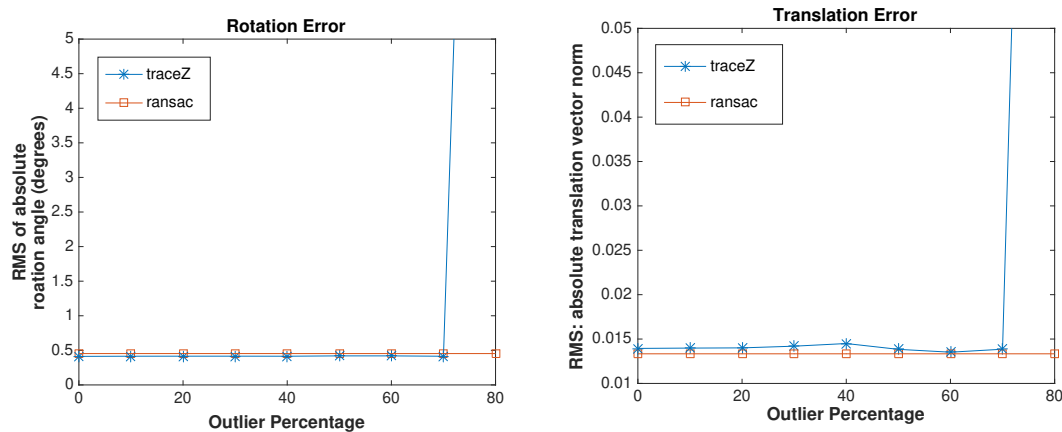 Rotation Error
5
4.5
4
3.5
3
2.5
2
1.5
1
0.5
0
0
20
40
60
80
RMS of absolute
roation angle (degrees)
Outlier Percentage
traceZ
ransac
Translation Error
0.05
0.045
0.04
0.035
0.03
0.025
0.02
0.015
0.01
0
20
40
60
80
RMS: absolute translation vector norm
Outlier Percentage
traceZ
ransac